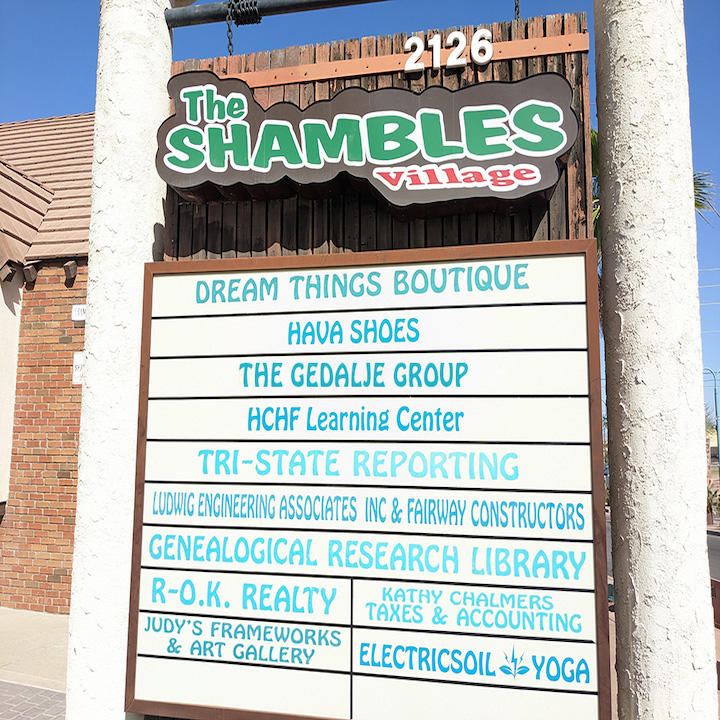 2126
The
SHAMBLES
Village
DREAM THINGS BOUTIQUE
HAVA SHOES
THE GEDALJE GROUP
HCHF Learning Center
TRI-STATE REPORTING
LUDWIG ENGINEERING ASSOCIATES INC & FAIRWAY CONSTRUCTORS
GENEALOGICAL RESEARCH LIBRARY
R-O.K. REALTY
KATHY CHALMERS
TAXES & ACCOUNTING
JUDY'S FRAMEWORKS
& ART GALLERY
ELECTRICSOIL YOGA